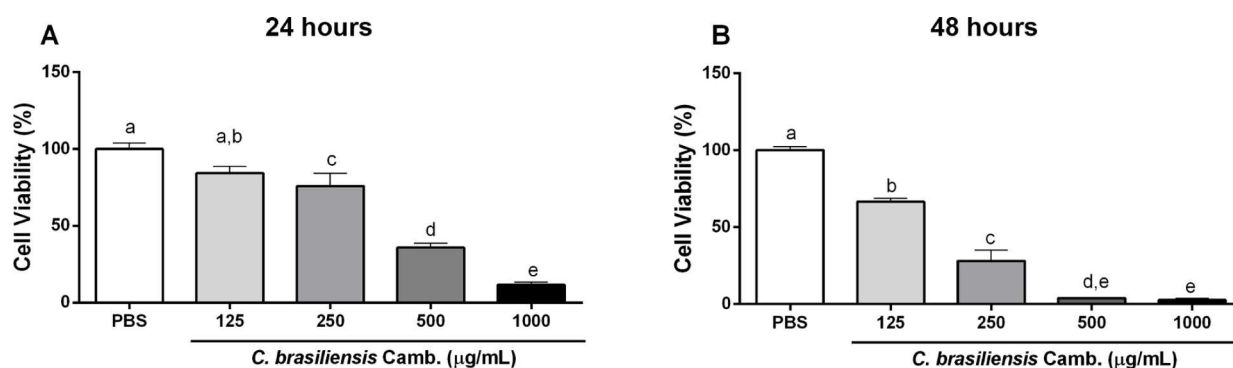 A
24 hours
Cell Viability (%)
150
100
50
0
a
a,b
c
d
e
PBS
125
250
500
1000
C. brasiliensis Camb. (μg/mL)
B
48 hours
Cell Viability (%)
150
100
50
0
a
b
c
d,e
e
PBS
125
250
500
1000
C. brasiliensis Camb. (μg/mL)